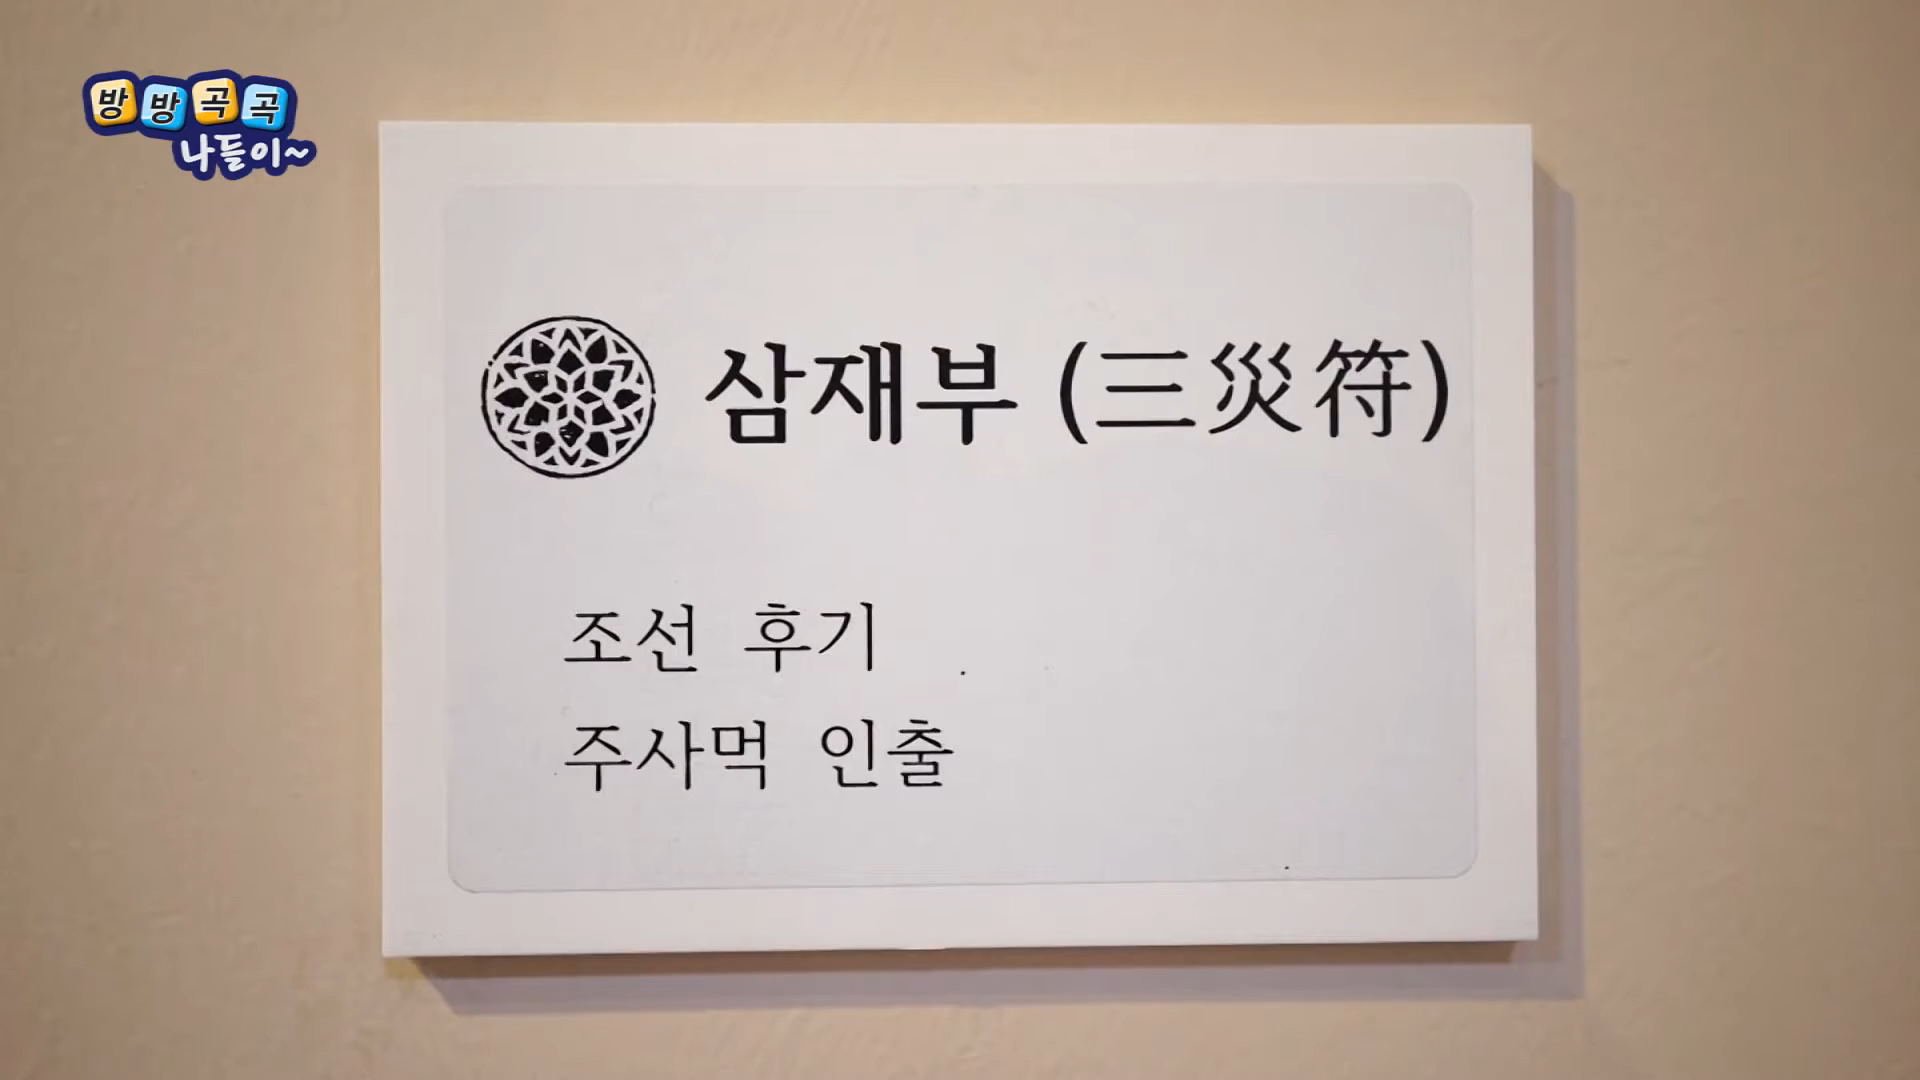 방방곡곡
나들이~
삼재부 (三災符)
조선 후기
주사먹 인출